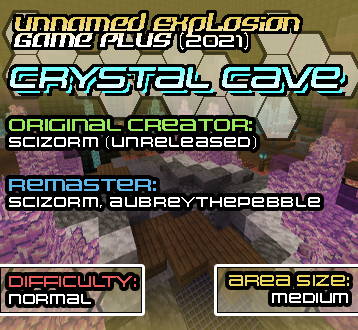 Unnamed Explosion
Game Plus (2021)
Crystal Cave
Original Creator:
Scizorm (Unreleased)
Remaster:
Scizorm, AubreyThePebble
Difficulty:
Normal
Area Size:
Medium